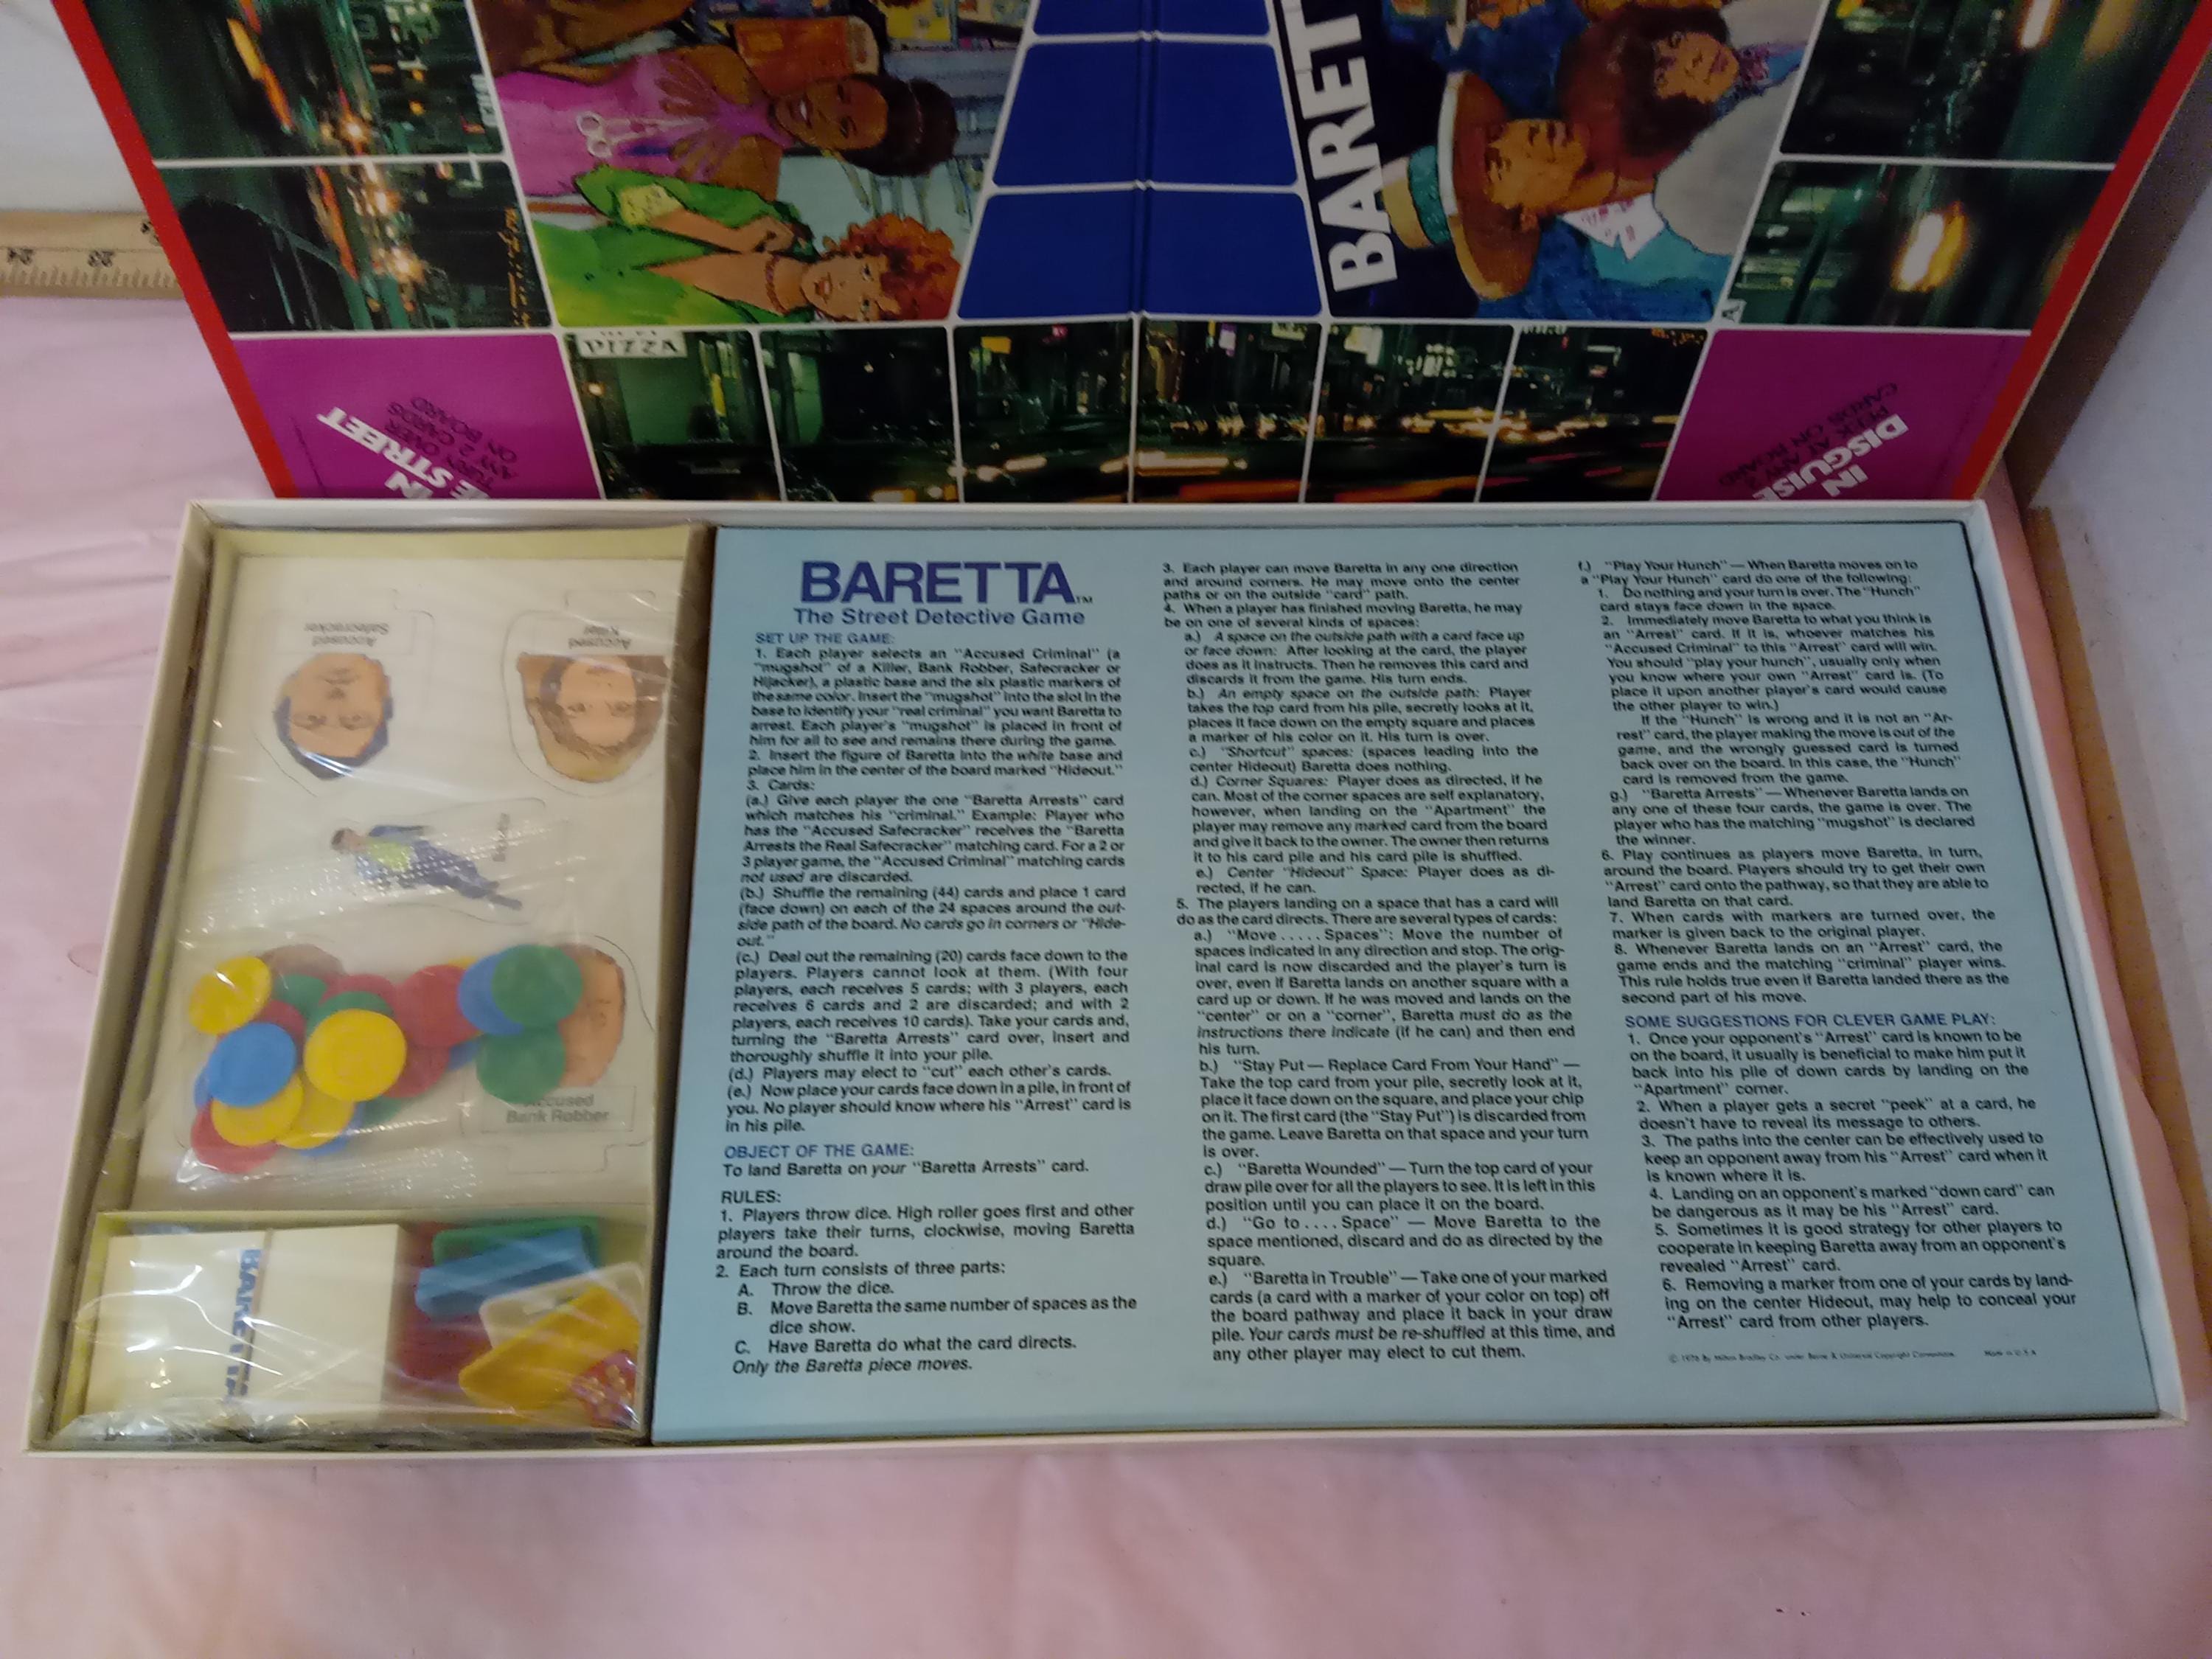 24
23
BARET
PIZZA
IN
E STREET
TURN OVER
ANY 2 CARDS
ON BOARD
IN
DISGUISE
PEEK AT ANY
CARDS ON BOARD
Accused
Safecracker
Accused
Killer
Baretta
Accused
Bank Robber
BARETTA
BARETTA™
The Street Detective Game
SET UP THE GAME:
1. Each player selects an "Accused Criminal" (a
"mugshot" of a Killer, Bank Robber, Safecracker or
Hijacker), a plastic base and the six plastic markers of
the same color. Insert the "mugshot" into the slot in the
base to identify your "real criminal" you want Baretta to
arrest. Each player's "mugshot" is placed in front of
him for all to see and remains there during the game.
2. Insert the figure of Baretta into the white base and
place him in the center of the board marked "Hideout."
3. Cards:
(a.) Give each player the one "Baretta Arrests" card
which matches his "criminal." Example: Player who
has the "Accused Safecracker" receives the "Baretta
Arrests the Real Safecracker" matching card. For a 2 or
3 player game, the "Accused Criminal" matching cards
not used are discarded.
(b.) Shuffle the remaining (44) cards and place 1 card
(face down) on each of the 24 spaces around the out-
side path of the board. No cards go in corners or "Hide-
out."
(c.) Deal out the remaining (20) cards face down to the
players. Players cannot look at them. (With four
players, each receives 5 cards; with 3 players, each
receives 6 cards and 2 are discarded; and with 2
players, each receives 10 cards). Take your cards and,
turning the "Baretta Arrests" card over, insert and
thoroughly shuffle it into your pile.
(d.) Players may elect to "cut" each other's cards.
(e.) Now place your cards face down in a pile, in front of
you. No player should know where his "Arrest" card is
in his pile.
OBJECT OF THE GAME:
To land Baretta on your "Baretta Arrests" card.
RULES:
1. Players throw dice. High roller goes first and other
players take their turns, clockwise, moving Baretta
around the board.
2. Each turn consists of three parts:
A. Throw the dice.
B. Move Baretta the same number of spaces as the
dice show.
C. Have Baretta do what the card directs.
Only the Baretta piece moves.
3. Each player can move Baretta in any one direction
and around corners. He may move onto the center
paths or on the outside "card" path.
4. When a player has finished moving Baretta, he may
be on one of several kinds of spaces:
a.) A space on the outside path with a card face up
or face down: After looking at the card, the player
does as it instructs. Then he removes this card and
discards it from the game. His turn ends.
b.) An empty space on the outside path: Player
takes the top card from his pile, secretly looks at it,
places it face down on the empty square and places
a marker of his color on it. His turn is over.
c.) "Shortcut" spaces: (spaces leading into the
center Hideout) Baretta does nothing.
d.) Corner Squares: Player does as directed, if he
can. Most of the corner spaces are self explanatory,
however, when landing on the "Apartment" the
player may remove any marked card from the board
and give it back to the owner. The owner then returns
it to his card pile and his card pile is shuffled.
e.) Center "Hideout" Space: Player does as di-
rected, if he can.
5. The players landing on a space that has a card will
do as the card directs. There are several types of cards:
a.) "Move ..... Spaces": Move the number of
spaces indicated in any direction and stop. The orig-
inal card is now discarded and the player's turn is
over, even if Baretta lands on another square with a
card up or down. If he was moved and lands on the
"center" or on a "corner", Baretta must do as the
instructions there indicate (if he can) and then end
his turn.
b.) "Stay Put — Replace Card From Your Hand" —
Take the top card from your pile, secretly look at it,
place it face down on the square, and place your chip
on it. The first card (the "Stay Put") is discarded from
the game. Leave Baretta on that space and your turn
is over.
c.) "Baretta Wounded" — Turn the top card of your
draw pile over for all the players to see. It is left in this
position until you can place it on the board.
d.) "Go to .... Space" — Move Baretta to the
space mentioned, discard and do as directed by the
square.
e.) "Baretta in Trouble" — Take one of your marked
cards (a card with a marker of your color on top) off
the board pathway and place it back in your draw
pile. Your cards must be re-shuffled at this time, and
any other player may elect to cut them.
f.) "Play Your Hunch" — When Baretta moves on to
a "Play Your Hunch" card do one of the following:
1. Do nothing and your turn is over. The "Hunch"
card stays face down in the space.
2. Immediately move Baretta to what you think is
an "Arrest" card. If it is, whoever matches his
"Accused Criminal" to this "Arrest" card will win.
You should "play your hunch", usually only when
you know where your own "Arrest" card is. (To
place it upon another player's card would cause
the other player to win.)
If the "Hunch" is wrong and it is not an "Ar-
rest" card, the player making the move is out of the
game, and the wrongly guessed card is turned
back over on the board. In this case, the "Hunch"
card is removed from the game.
g.) "Baretta Arrests" — Whenever Baretta lands on
any one of these four cards, the game is over. The
player who has the matching "mugshot" is declared
the winner.
6. Play continues as players move Baretta, in turn,
around the board. Players should try to get their own
"Arrest" card onto the pathway, so that they are able to
land Baretta on that card.
7. When cards with markers are turned over, the
marker is given back to the original player.
8. Whenever Baretta lands on an "Arrest" card, the
game ends and the matching "criminal" player wins.
This rule holds true even if Baretta landed there as the
second part of his move.
SOME SUGGESTIONS FOR CLEVER GAME PLAY:
1. Once your opponent's "Arrest" card is known to be
on the board, it usually is beneficial to make him put it
back into his pile of down cards by landing on the
"Apartment" corner.
2. When a player gets a secret "peek" at a card, he
doesn't have to reveal its message to others.
3. The paths into the center can be effectively used to
keep an opponent away from his "Arrest" card when it
is known where it is.
4. Landing on an opponent's marked "down card" can
be dangerous as it may be his "Arrest" card.
5. Sometimes it is good strategy for other players to
cooperate in keeping Baretta away from an opponent's
revealed "Arrest" card.
6. Removing a marker from one of your cards by land-
ing on the center Hideout, may help to conceal your
"Arrest" card from other players.
© 1976 By Milton Bradley Co. under Berne & Universal Copyright Conventions. Made in U.S.A.